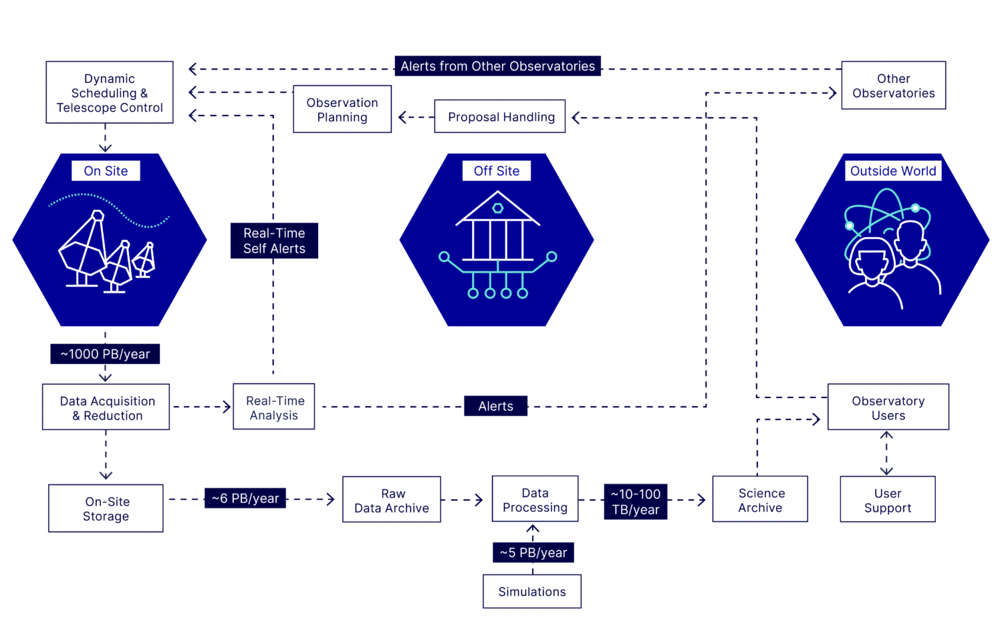 Alerts from Other Observatories
Dynamic
Scheduling &
Telescope Control
Other
Observatories
Observation
Planning
Proposal Handling
On Site
Off Site
Outside World
Real-Time
Self Alerts
~1000 PB/year
Data Acquisition
& Reduction
Real-Time
Analysis
Alerts
Observatory
Users
On-Site
Storage
~6 PB/year
Raw
Data Archive
Data
Processing
~10-100
TB/year
Science
Archive
User
Support
~5 PB/year
Simulations